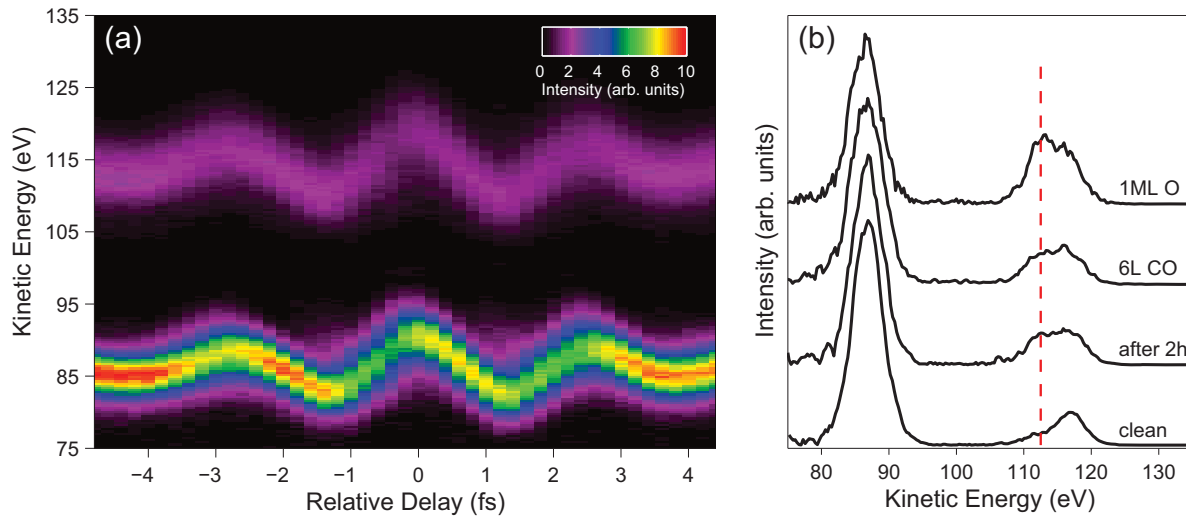 (a)
135
125
115
105
95
85
75
Kinetic Energy (eV)
0 2 4 6 8 10
Intensity (arb. units)
−4 −3 −2 −1 0 1 2 3 4
Relative Delay (fs)
(b)
Intensity (arb. units)
1ML O
6L CO
after 2h
clean
80 90 100 110 120 130
Kinetic Energy (eV)